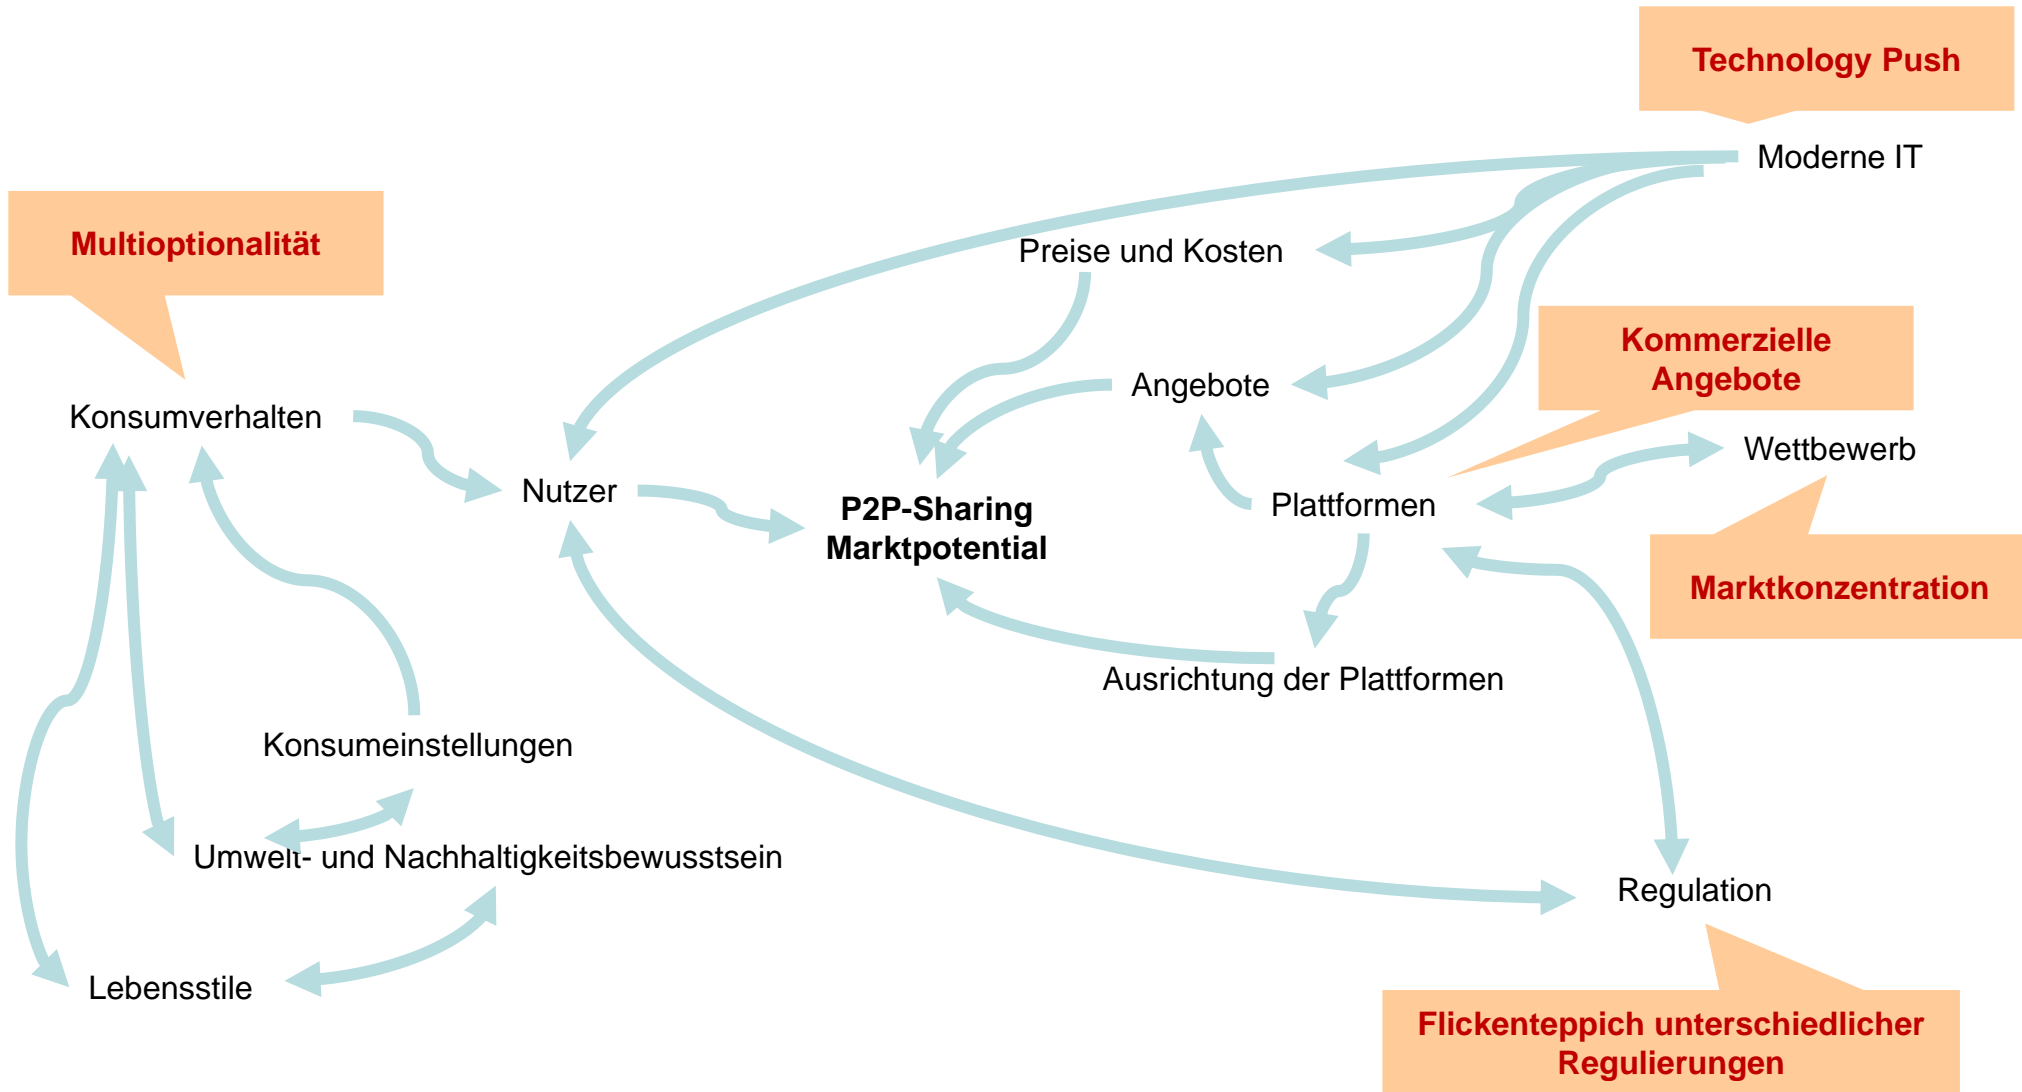 Technology Push
Moderne IT
Multioptionalität
Preise und Kosten
Kommerzielle
Angebote
Angebote
Konsumverhalten
Wettbewerb
Nutzer
P2P-Sharing
Marktpotential
Plattformen
Marktkonzentration
Ausrichtung der Plattformen
Konsumeinstellungen
Umwelt- und Nachhaltigkeitsbewusstsein
Regulation
Lebensstile
Flickenteppich unterschiedlicher
Regulierungen